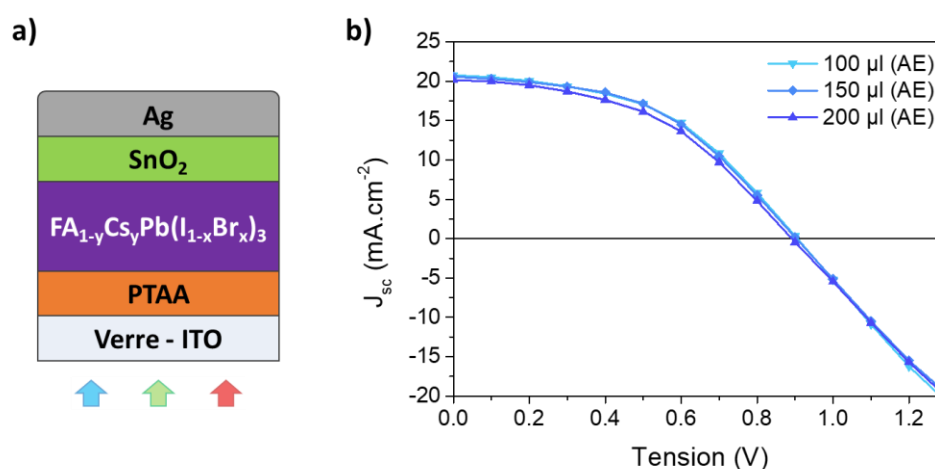 a)
Ag
SnO₂
FA₁₋yCsyPb(I₁₋ₓBrₓ)₃
PTAA
Verre - ITO
b)
25
20
15
10
5
0
-5
-10
-15
-20
J_sc (mA.cm⁻²)
100 µl (AE)
150 µl (AE)
200 µl (AE)
0.0 0.2 0.4 0.6 0.8 1.0 1.2
Tension (V)